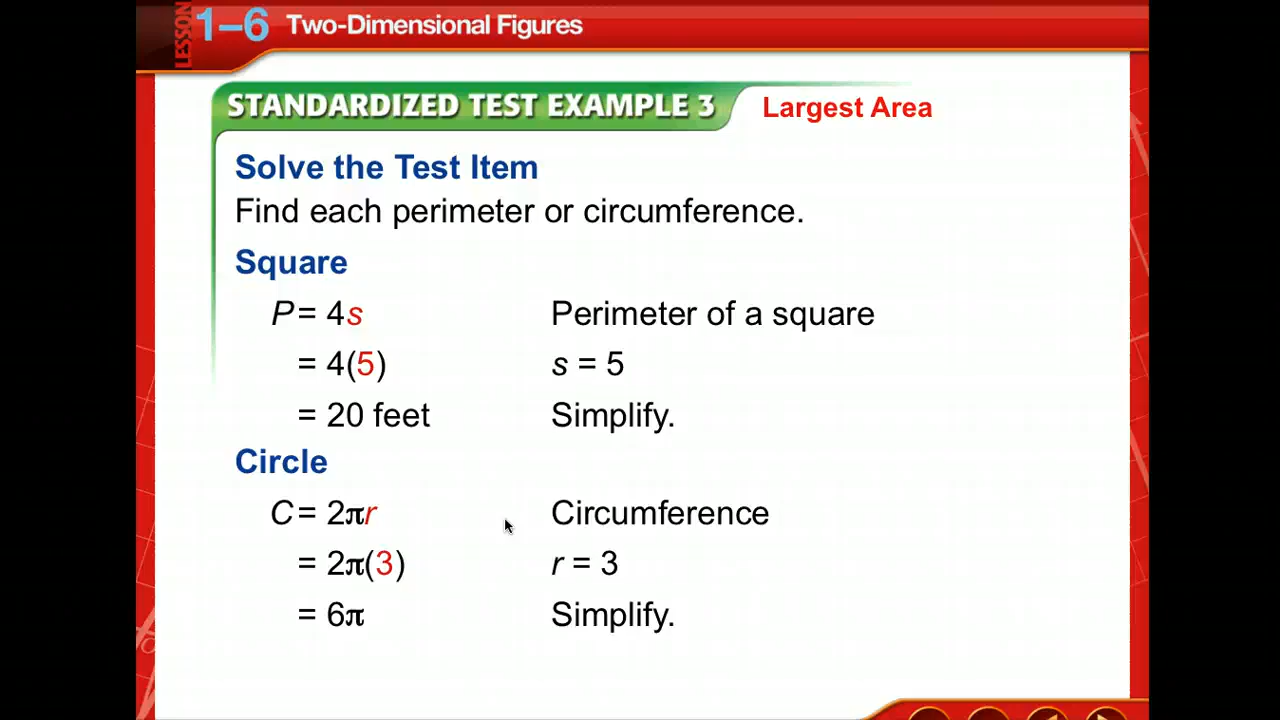 LESSON 1–6 Two-Dimensional Figures
STANDARDIZED TEST EXAMPLE 3 Largest Area
Solve the Test Item
Find each perimeter or circumference.
Square
P = 4s Perimeter of a square
= 4(5) s = 5
= 20 feet Simplify.
Circle
C = 2πr Circumference
= 2π(3) r = 3
= 6π Simplify.